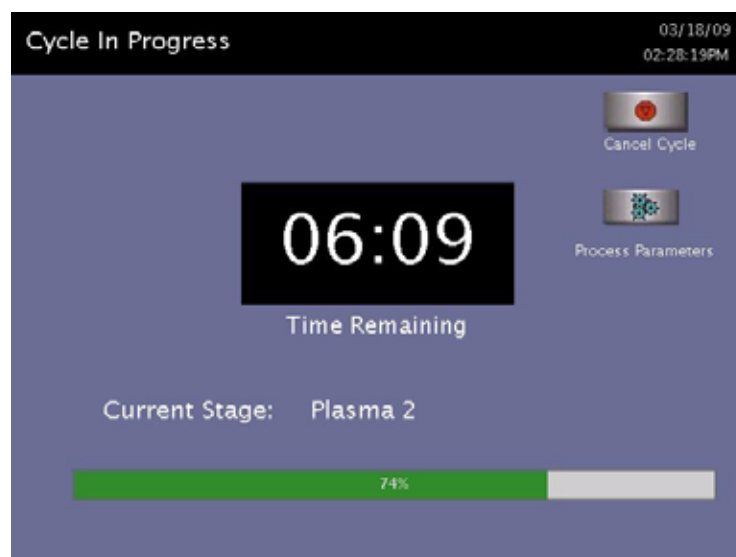 Cycle In Progress
03/18/09
02:28:19PM
Cancel Cycle
06:09
Process Parameters
Time Remaining
Current Stage: Plasma 2
74%